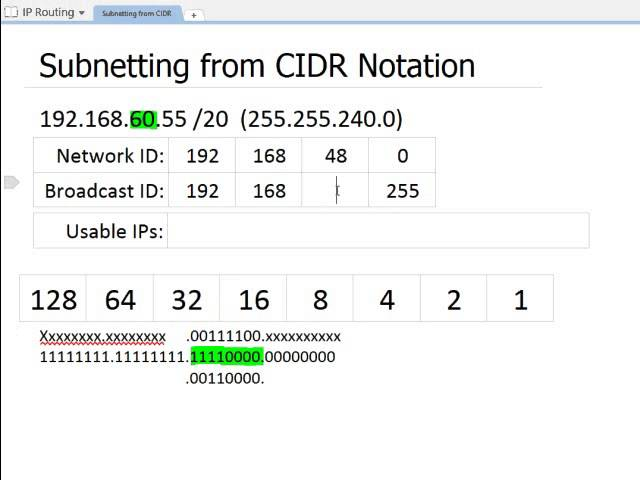 IP Routing
Subnetting from CIDR
Subnetting from CIDR Notation
192.168.60.55 /20 (255.255.240.0)
Network ID: 192 168 48 0
Broadcast ID: 192 168 255
Usable IPs:
128 64 32 16 8 4 2 1
Xxxxxxxx.xxxxxxxx .00111100.xxxxxxxxxx
11111111.11111111.11110000.00000000
.00110000.